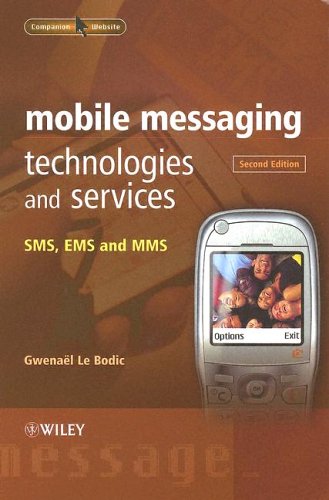 Companion Website
mobile messaging
technologies
and services
Second Edition
SMS, EMS and MMS
Options Exit
Gwenaël Le Bodic
WILEY
message